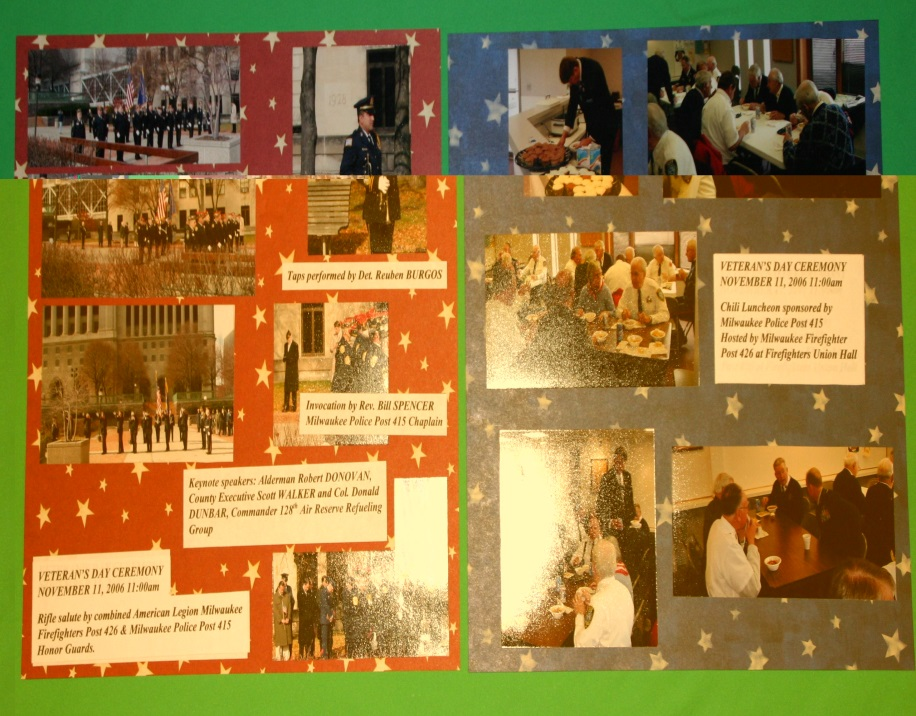 Taps performed by Det. Reuben BURGOS
Invocation by Rev. Bill SPENCER
Milwaukee Police Post 415 Chaplain
Keynote speakers: Alderman Robert DONOVAN,
County Executive Scott WALKER and Col. Donald
DUNBAR, Commander 128th Air Reserve Refueling
Group
VETERAN'S DAY CEREMONY
NOVEMBER 11, 2006 11:00am
Rifle salute by combined American Legion Milwaukee
Firefighters Post 426 & Milwaukee Police Post 415
Honor Guards.
VETERAN'S DAY CEREMONY
NOVEMBER 11, 2006 11:00am
Chili Luncheon sponsored by
Milwaukee Police Post 415
Hosted by Milwaukee Firefighter
Post 426 at Firefighters Union Hall